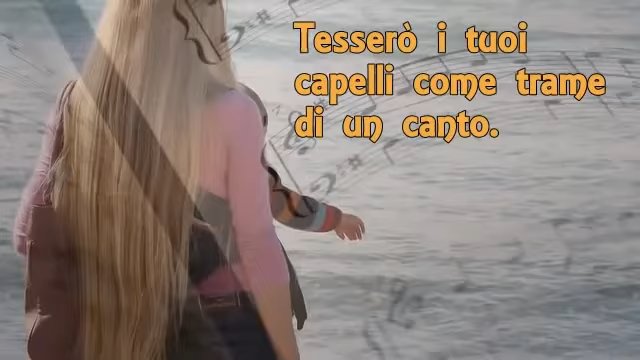 Tesserò i tuoi
capelli come trame
di un canto.